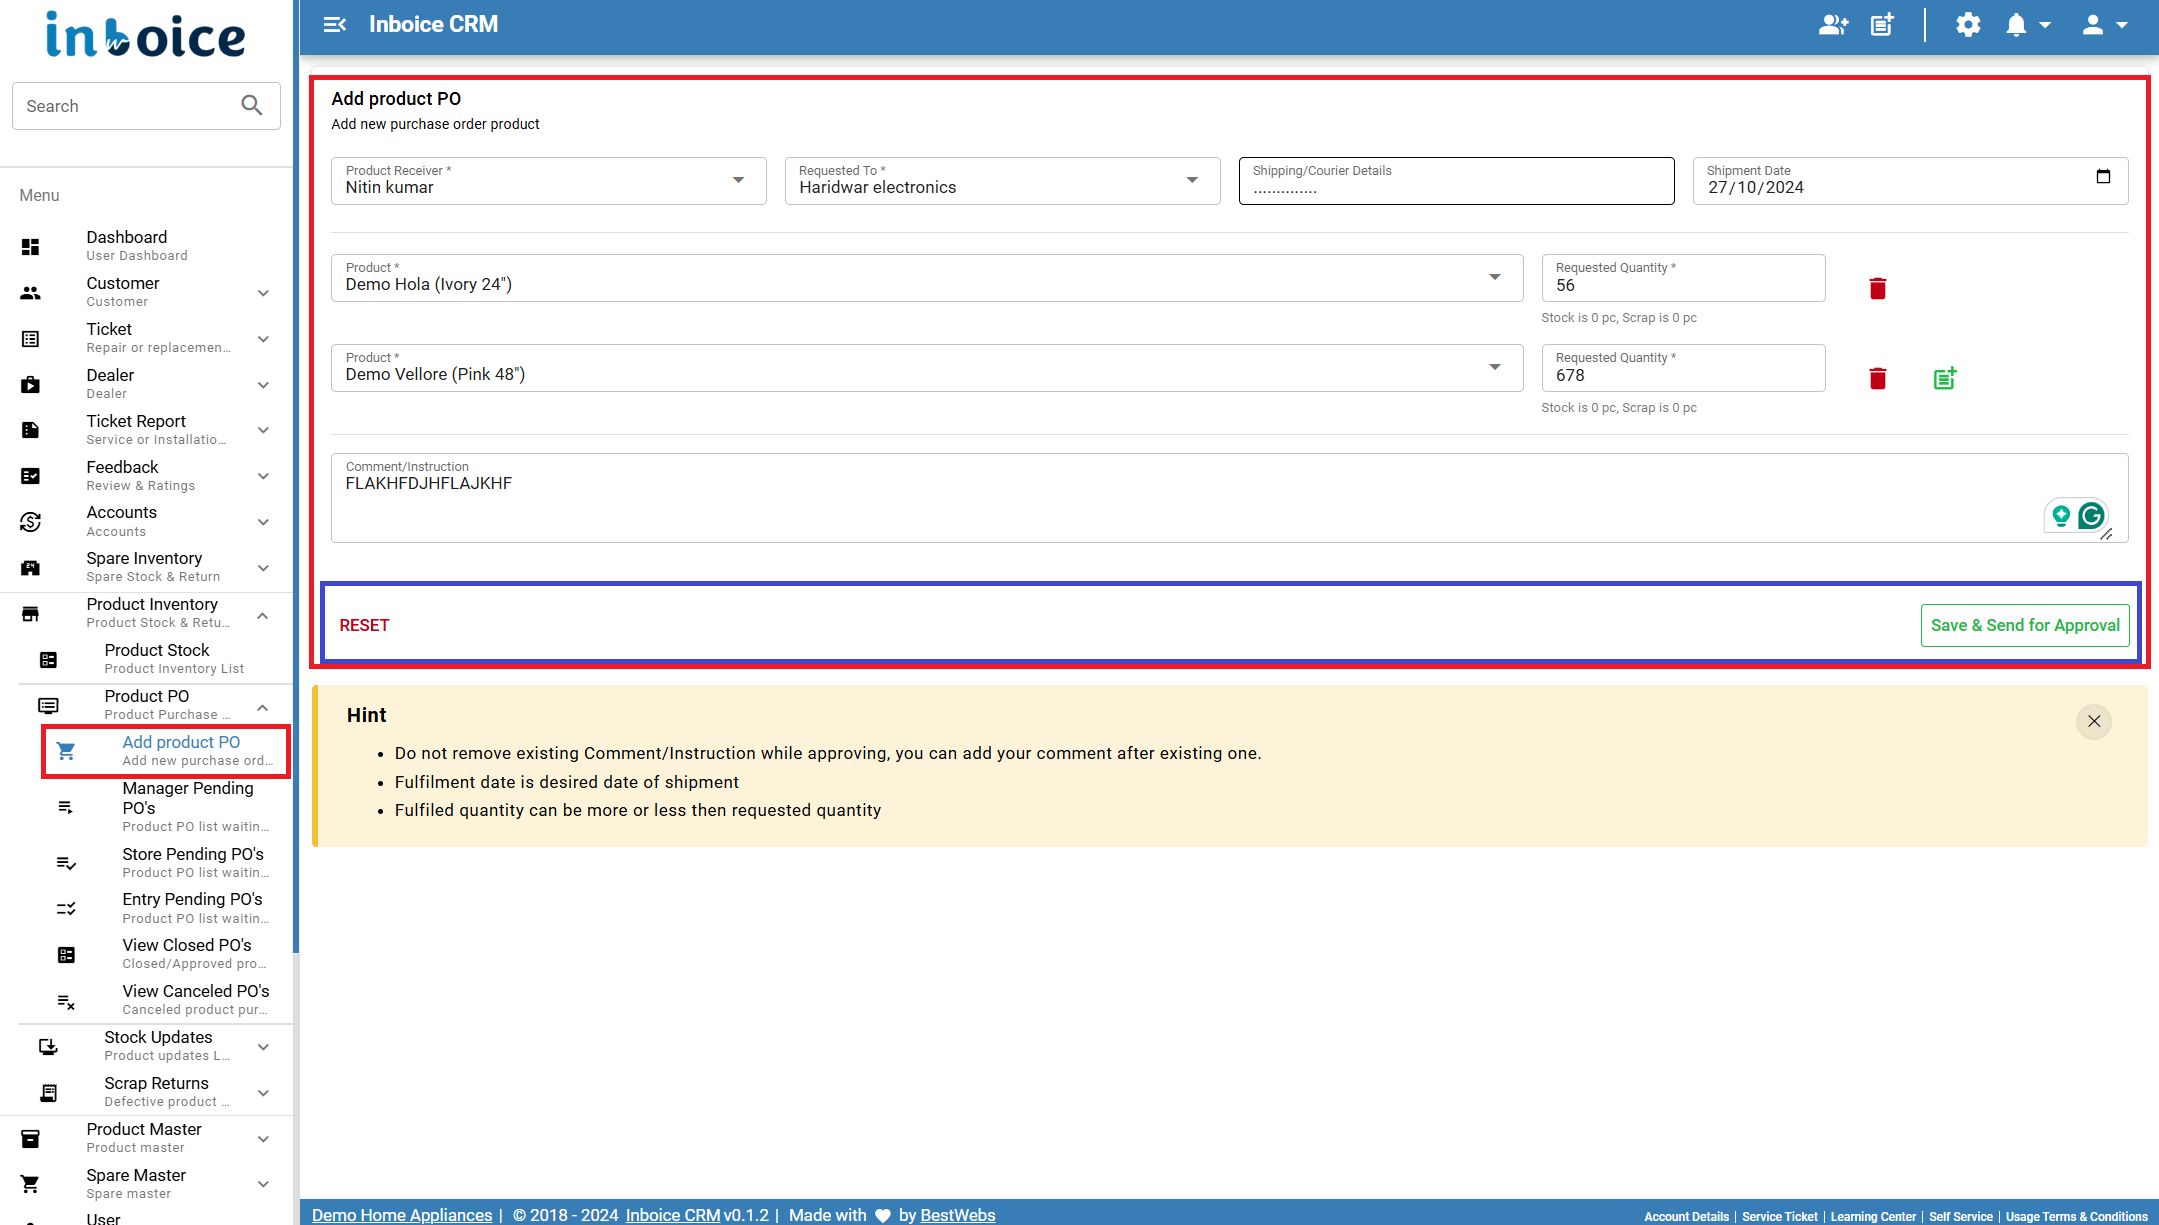 inboice
Search
Menu
Dashboard
User Dashboard
Customer
Customer
Ticket
Repair or replacemen...
Dealer
Dealer
Ticket Report
Service or Installatio...
Feedback
Review & Ratings
Accounts
Accounts
Spare Inventory
Spare Stock & Return
Product Inventory
Product Stock & Retu...
Product Stock
Product Inventory List
Product PO
Product Purchase ...
Add product PO
Add new purchase ord...
Manager Pending
PO's
Product PO list waitin...
Store Pending PO's
Product PO list waitin...
Entry Pending PO's
Product PO list waitin...
View Closed PO's
Closed/Approved pro...
View Canceled PO's
Canceled product pur...
Stock Updates
Product updates L...
Scrap Returns
Defective product ...
Product Master
Product master
Spare Master
Spare master
User
Inboice CRM
Add product PO
Add new purchase order product
Product Receiver *
Nitin kumar
Requested To *
Haridwar electronics
Shipping/Courier Details
..............
Shipment Date
27/10/2024
Product *
Demo Hola (Ivory 24")
Requested Quantity *
56
Stock is 0 pc, Scrap is 0 pc
Product *
Demo Vellore (Pink 48")
Requested Quantity *
678
Stock is 0 pc, Scrap is 0 pc
Comment/Instruction
FLAKHFDJHFLAJKHF
RESET
Save & Send for Approval
Hint
• Do not remove existing Comment/Instruction while approving, you can add your comment after existing one.
• Fulfilment date is desired date of shipment
• Fulfiled quantity can be more or less then requested quantity
Demo Home Appliances | © 2018 - 2024 Inboice CRM v0.1.2 | Made with ♥ by BestWebs
Account Details | Service Ticket | Learning Center | Self Service | Usage Terms & Conditions